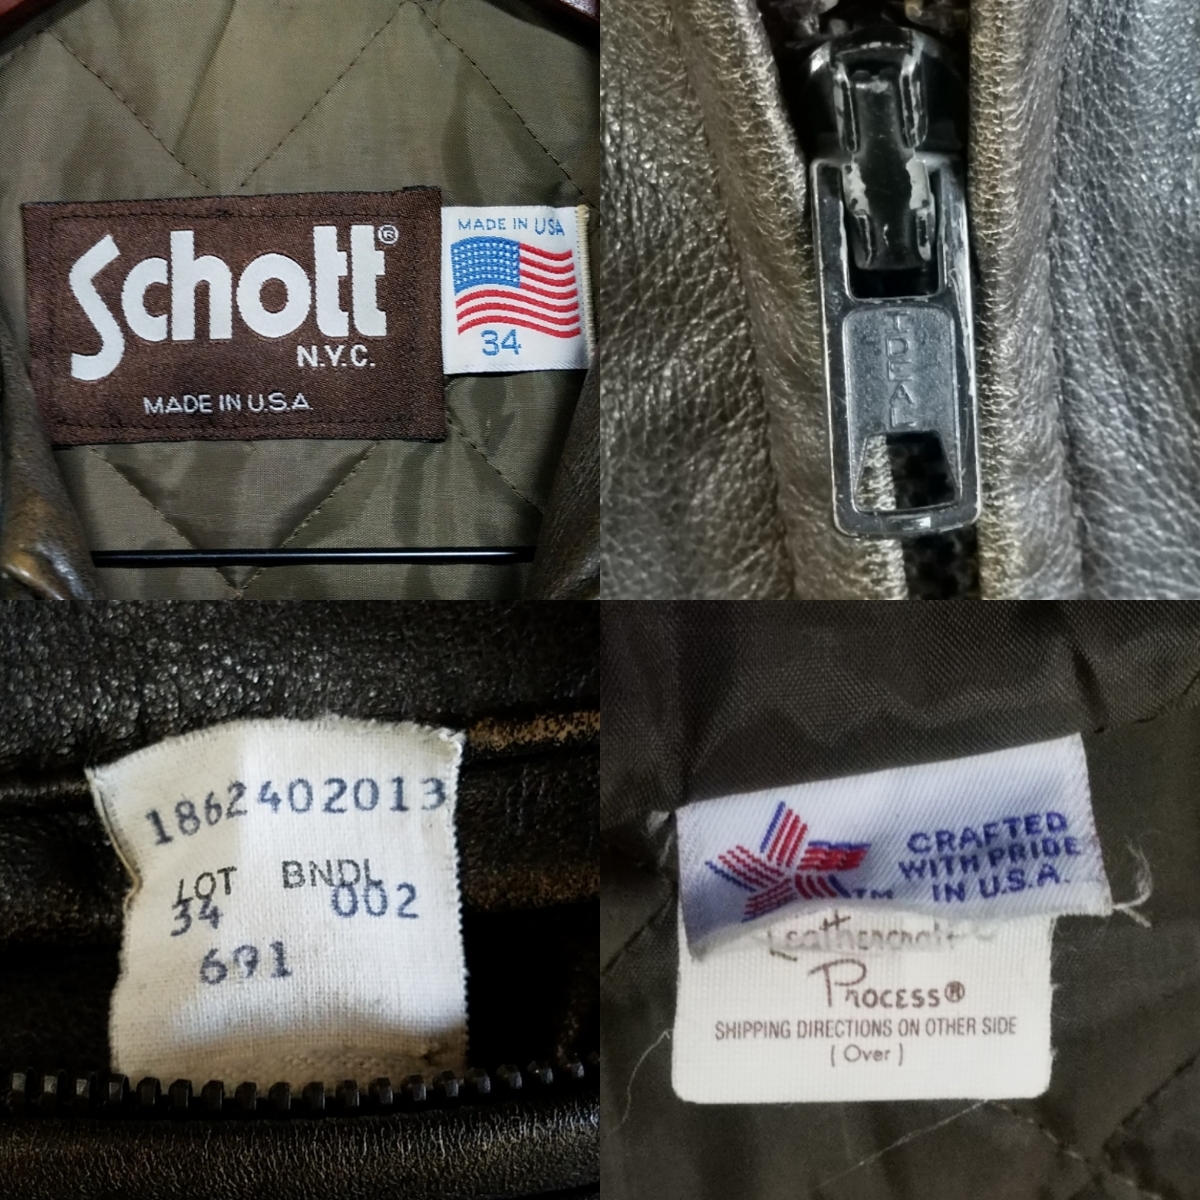 Schott®
N.Y.C.
MADE IN U.S.A.
MADE IN USA
34
IDEAL
1862402013
LOT BNDL
34 002
691
CRAFTED
WITH PRIDE
IN U.S.A.
TM
Leathercraft
Process®
SHIPPING DIRECTIONS ON OTHER SIDE
( Over )